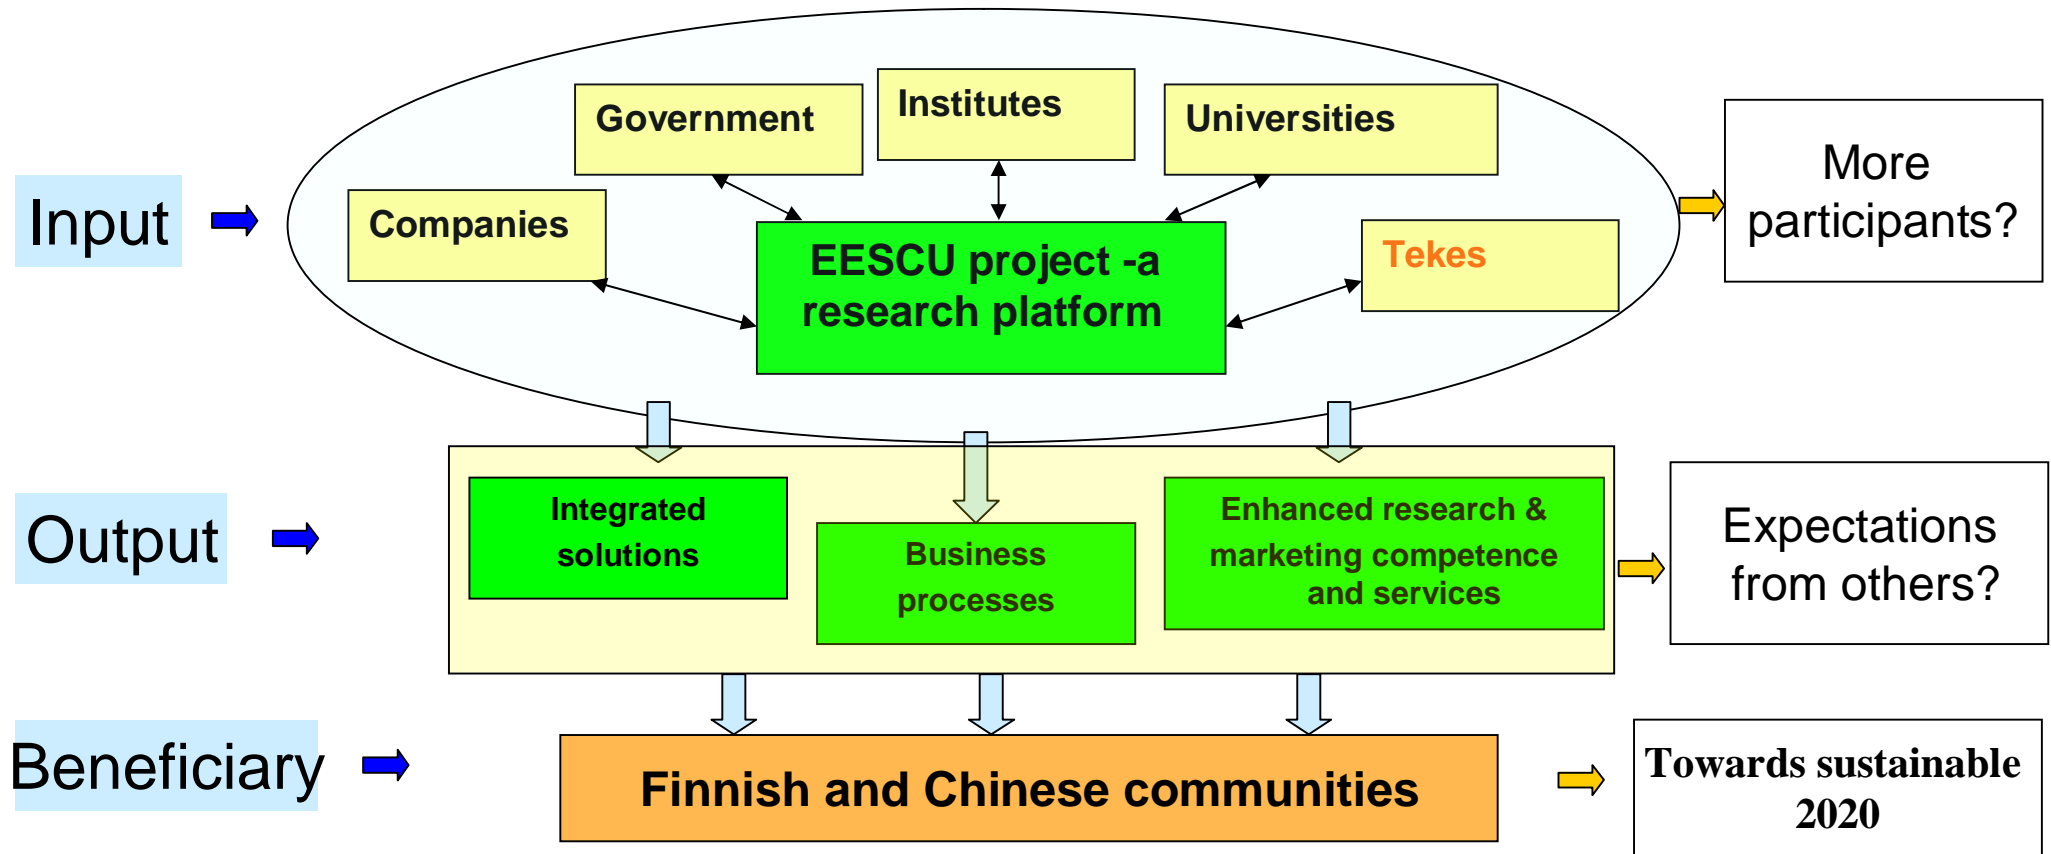 Input
Companies
Government
Institutes
Universities
Tekes
EESCU project -a
research platform
More
participants?
Output
Integrated
solutions
Business
processes
Enhanced research &
marketing competence
and services
Expectations
from others?
Beneficiary
Finnish and Chinese communities
Towards sustainable
2020